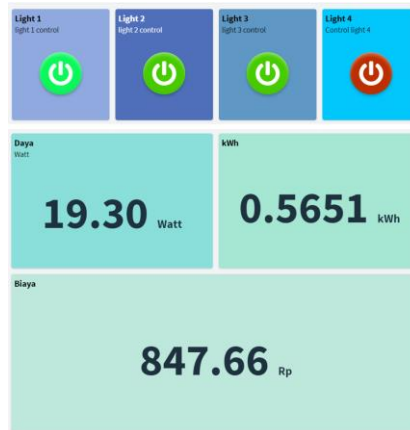 Light 1
light 1 control
Light 2
light 2 control
Light 3
light 3 control
Light 4
Control light 4
Daya
Watt
19.30 Watt
kWh
0.5651 kWh
Biaya
847.66 Rp